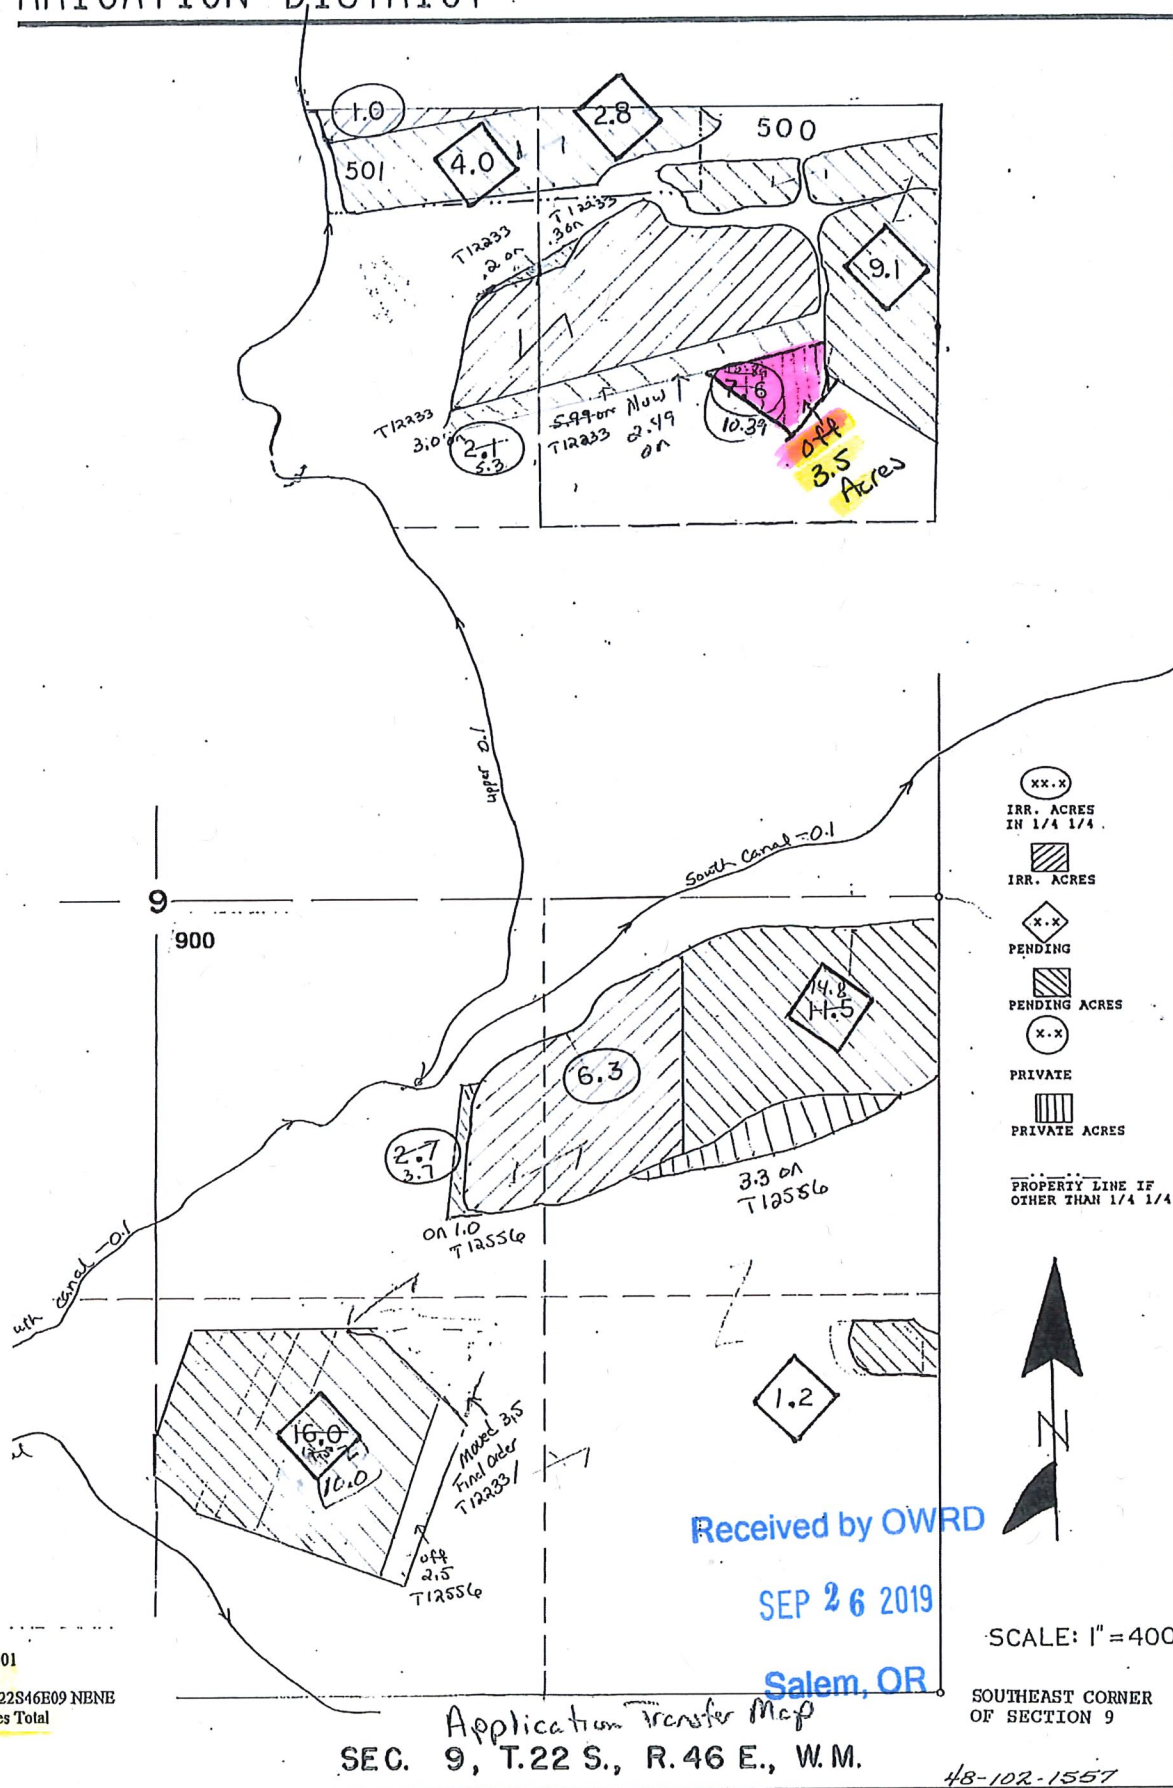 1.0
2.8
500
501
4.0
T12233
.2 on
T12233
.3 on
9.1
7.6
10.39
T12233
3.0 on
2.1
5.3
5.99 on Now
T12233 2.49
on
off
3.5
Acres
upper 0.1
South Canal -0.1
9
900
14.8
11.5
6.3
2.7
3.7
on 1.0
T12556
3.3 on
T12556
canal -0.1
16.0
10.0
Moved 3.5
Final Order
T12233
off
2.5
T12556
1.2
XX.X
IRR. ACRES
IN 1/4 1/4
IRR. ACRES
X.X
PENDING
PENDING ACRES
X.X
PRIVATE
PRIVATE ACRES
PROPERTY LINE IF
OTHER THAN 1/4 1/4
N
Received by OWRD
SEP 26 2019
Salem, OR
SCALE: 1"=400
SOUTHEAST CORNER
OF SECTION 9
01
22S46E09 NENE
es Total
Application Transfer Map
SEC. 9, T.22 S., R.46 E., W.M.
48-102-1557